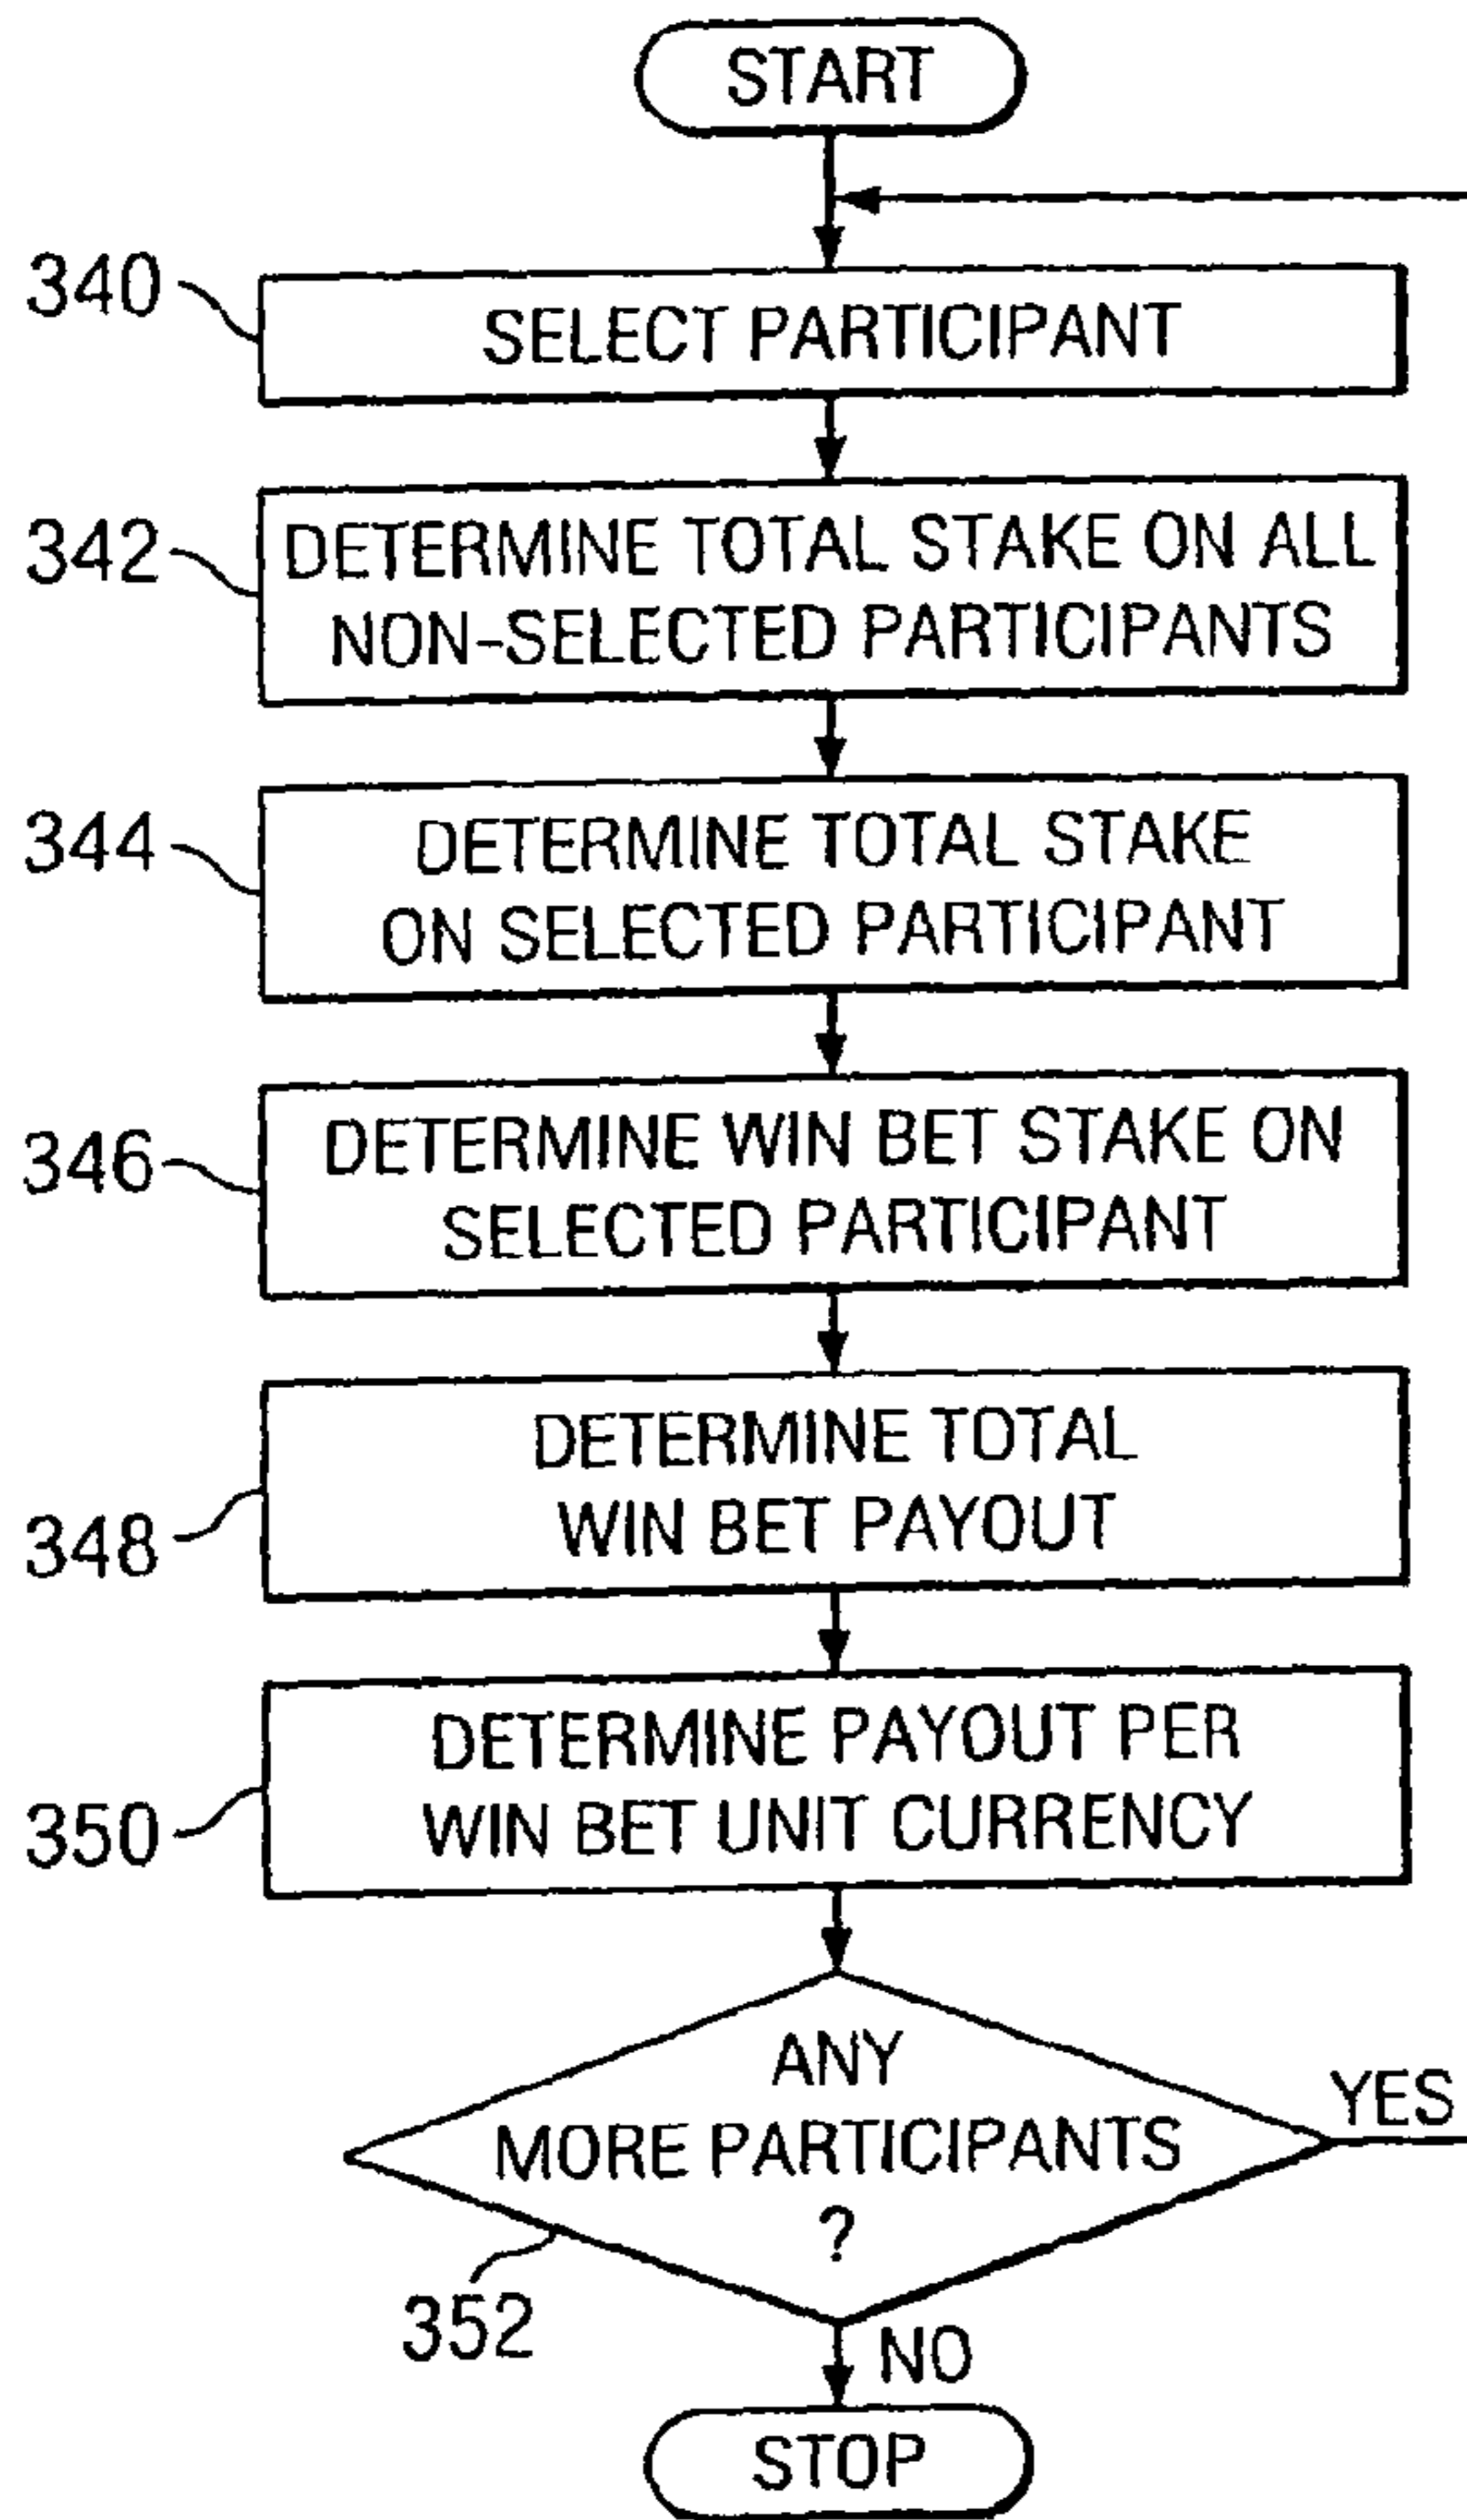 START
340
SELECT PARTICIPANT
342
DETERMINE TOTAL STAKE ON ALL
NON-SELECTED PARTICIPANTS
344
DETERMINE TOTAL STAKE
ON SELECTED PARTICIPANT
346
DETERMINE WIN BET STAKE ON
SELECTED PARTICIPANT
348
DETERMINE TOTAL
WIN BET PAYOUT
350
DETERMINE PAYOUT PER
WIN BET UNIT CURRENCY
ANY
MORE PARTICIPANTS
?
YES
352
NO
STOP